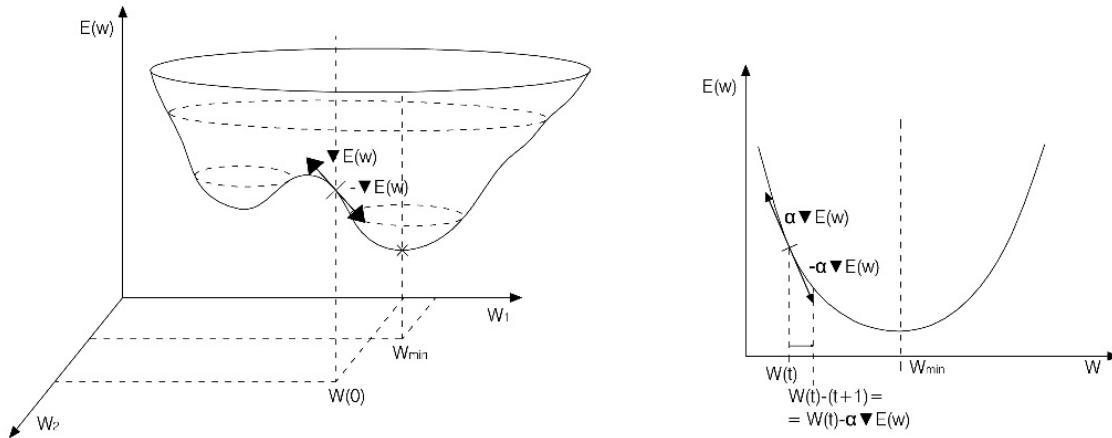 E(w)
▼E(w)
-▼E(w)
W₁
Wmin
W(0)
W₂
E(w)
α▼E(w)
-α▼E(w)
W(t)
Wmin
W
W(t)-(t+1)=
= W(t)-α▼E(w)